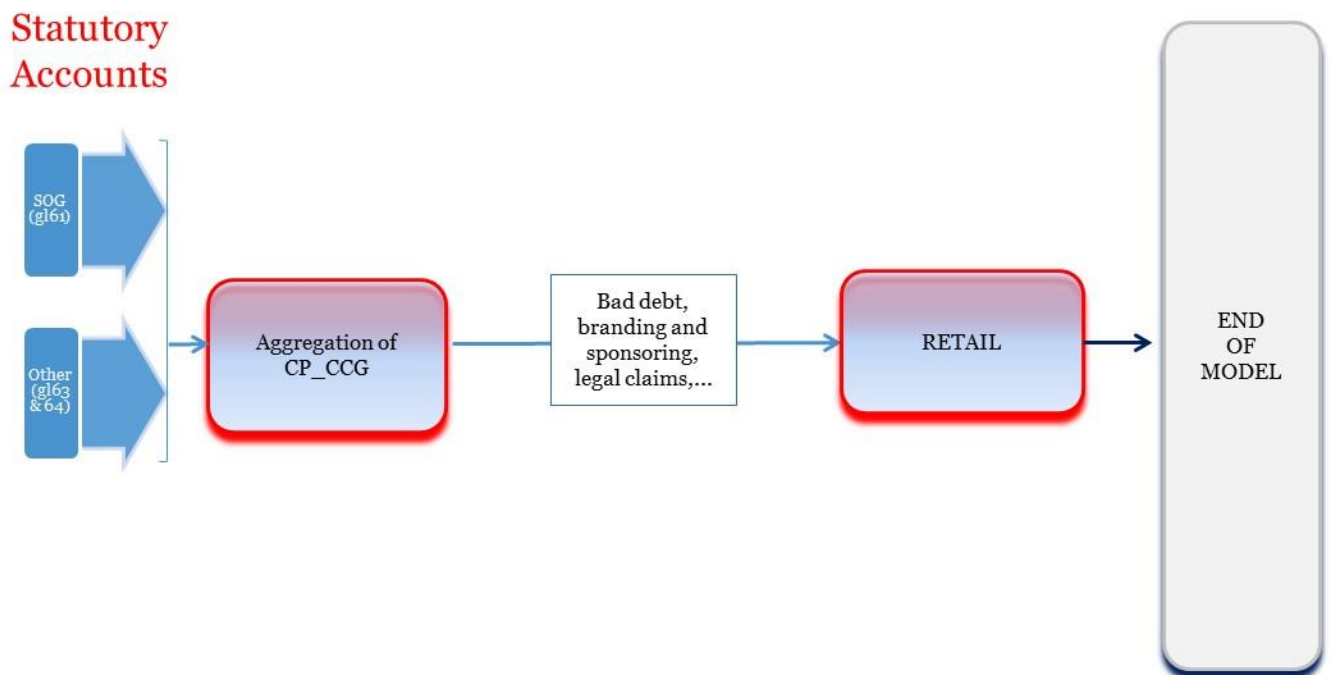 Statutory
Accounts
SOG
(gl61)
Other
(gl63
& 64)
Aggregation of
CP_CCG
Bad debt,
branding and
sponsoring,
legal claims,...
RETAIL
END
OF
MODEL